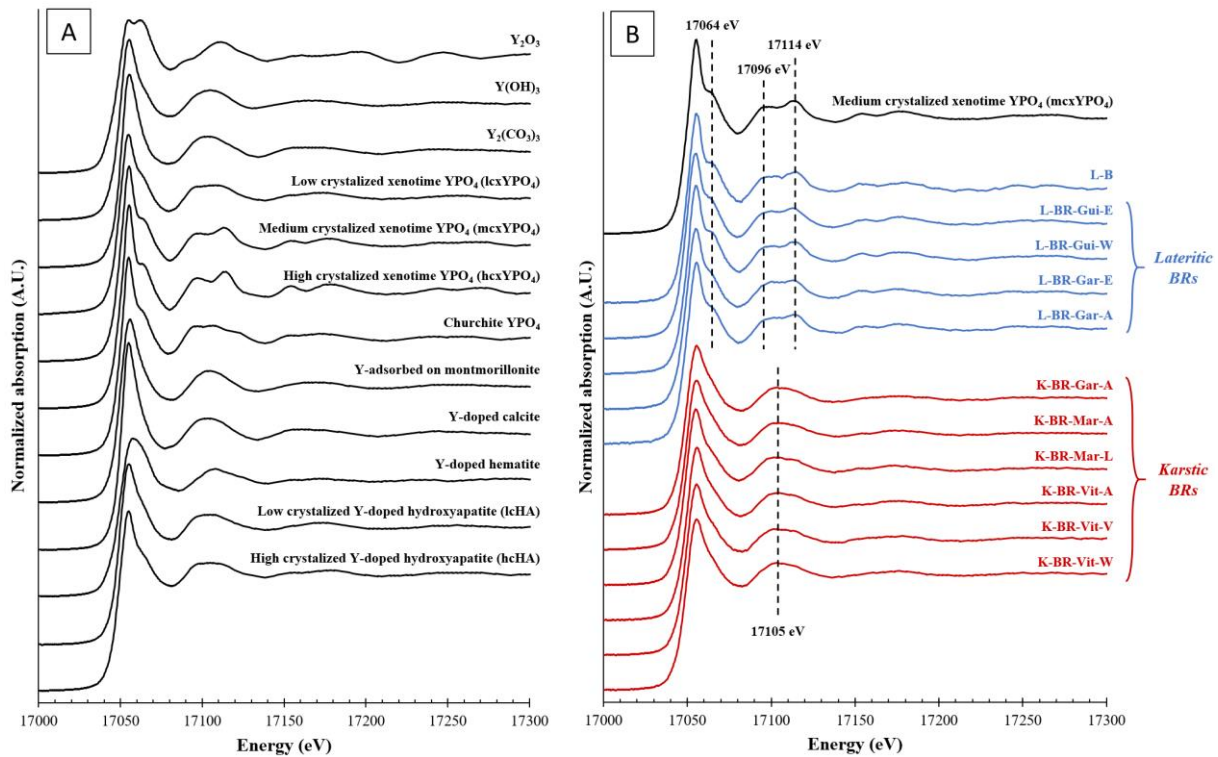 A
Y₂O₃
Y(OH)₃
Y₂(CO₃)₃
Low crystalized xenotime YPO₄ (lcxYPO₄)
Medium crystalized xenotime YPO₄ (mcxYPO₄)
High crystalized xenotime YPO₄ (hcxYPO₄)
Churchite YPO₄
Y-adsorbed on montmorillonite
Y-doped calcite
Y-doped hematite
Low crystalized Y-doped hydroxyapatite (lcHA)
High crystalized Y-doped hydroxyapatite (hcHA)
Normalized absorption (A.U.)
17000 17050 17100 17150 17200 17250 17300
Energy (eV)
B
17064 eV
17096 eV
17114 eV
Medium crystalized xenotime YPO₄ (mcxYPO₄)
L-B
L-BR-Gui-E
L-BR-Gui-W
L-BR-Gar-E
L-BR-Gar-A
Lateritic
BRs
K-BR-Gar-A
K-BR-Mar-A
K-BR-Mar-L
K-BR-Vit-A
K-BR-Vit-V
K-BR-Vit-W
Karstic
BRs
17105 eV
Normalized absorption (A.U.)
17000 17050 17100 17150 17200 17250 17300
Energy (eV)